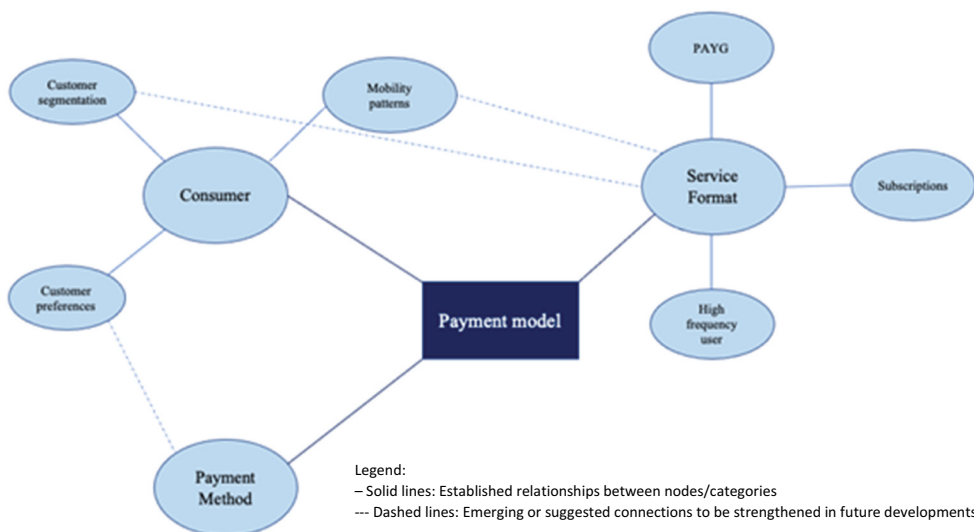 PAYG
Customer
segmentation
Mobility
patterns
Consumer
Service
Format
Subscriptions
Customer
preferences
Payment model
High
frequency
user
Payment
Method
Legend:
– Solid lines: Established relationships between nodes/categories
--- Dashed lines: Emerging or suggested connections to be strengthened in future developments